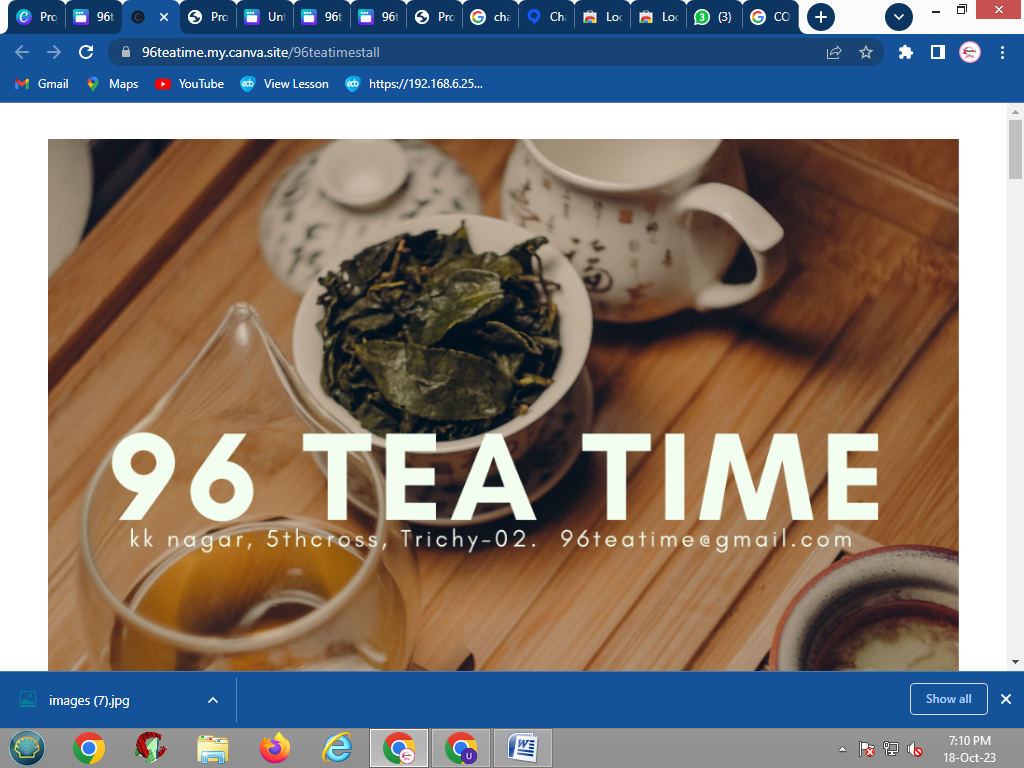 Pro
96t
Pro
Unt
96t
96t
Pro
cha
Cha
Loc
Loc
3
(3)
CO
96teatime.my.canva.site/96teatimestall
Gmail
Maps
YouTube
View Lesson
https://192.168.6.25...
96 TEA TIME
kk nagar, 5thcross, Trichy-02. 96teatime@gmail.com
images (7).jpg
Show all
U
7:10 PM
18-Oct-23